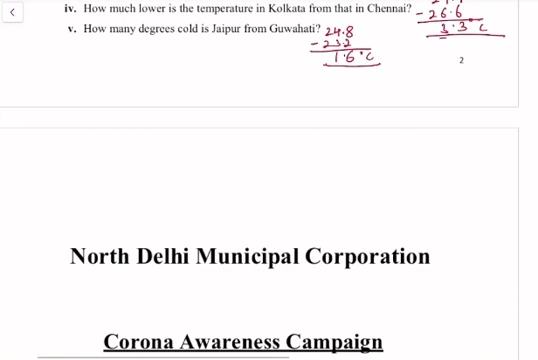 iv. How much lower is the temperature in Kolkata from that in Chennai?
- 26.6
3.3°C
v. How many degrees cold is Jaipur from Guwahati? 24.8
- 23.2
1.6°C
2
North Delhi Municipal Corporation
Corona Awareness Campaign